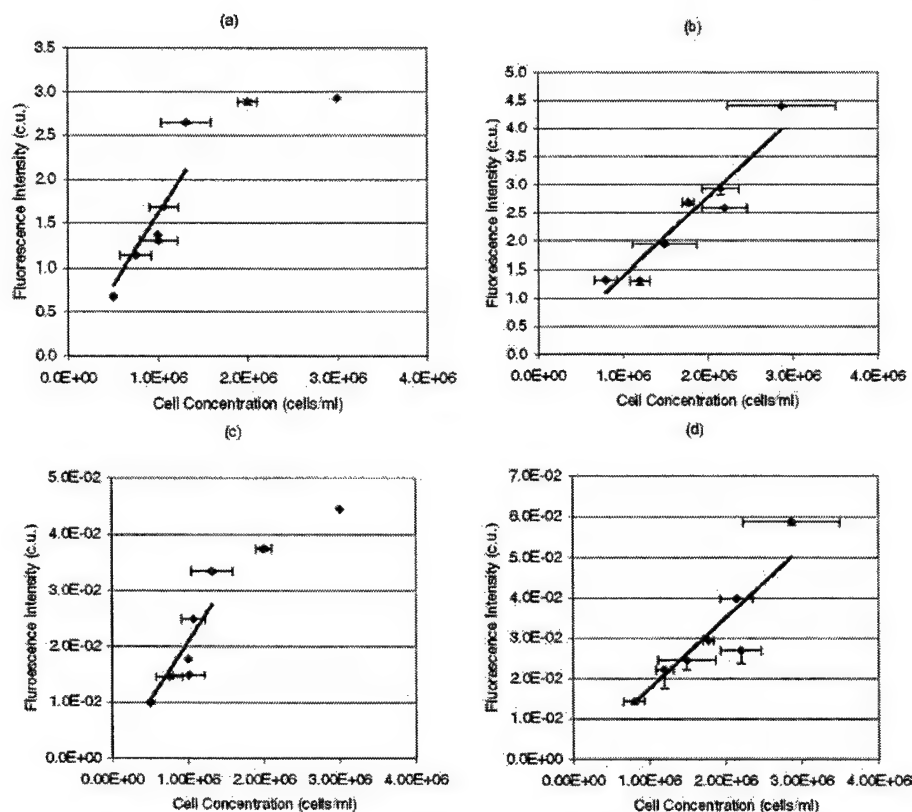 (a)
3.5
3.0
2.5
2.0
1.5
1.0
0.5
0.0
Fluorescence Intensity (c.u.)
0.0E+00 1.0E+06 2.0E+06 3.0E+06 4.0E+06
Cell Concentration (cells/ml)
(b)
5.0
4.5
4.0
3.5
3.0
2.5
2.0
1.5
1.0
0.5
0.0
Fluorescence Intensity (c.u.)
0.0E+00 1.0E+06 2.0E+06 3.0E+06 4.0E+06
Cell Concentration (cells/ml)
(c)
5.0E-02
4.0E-02
3.0E-02
2.0E-02
1.0E-02
0.0E+00
Fluroescence Intensity (c.u.)
0.00E+00 1.00E+06 2.00E+06 3.00E+06 4.00E+06
Cell Concentration (cells/ml)
(d)
7.0E-02
6.0E-02
5.0E-02
4.0E-02
3.0E-02
2.0E-02
1.0E-02
0.0E+00
Fluorescence Intensity (c.u.)
0.0E+00 1.0E+06 2.0E+06 3.0E+06 4.0E+06
Cell Concentration (cells/ml)